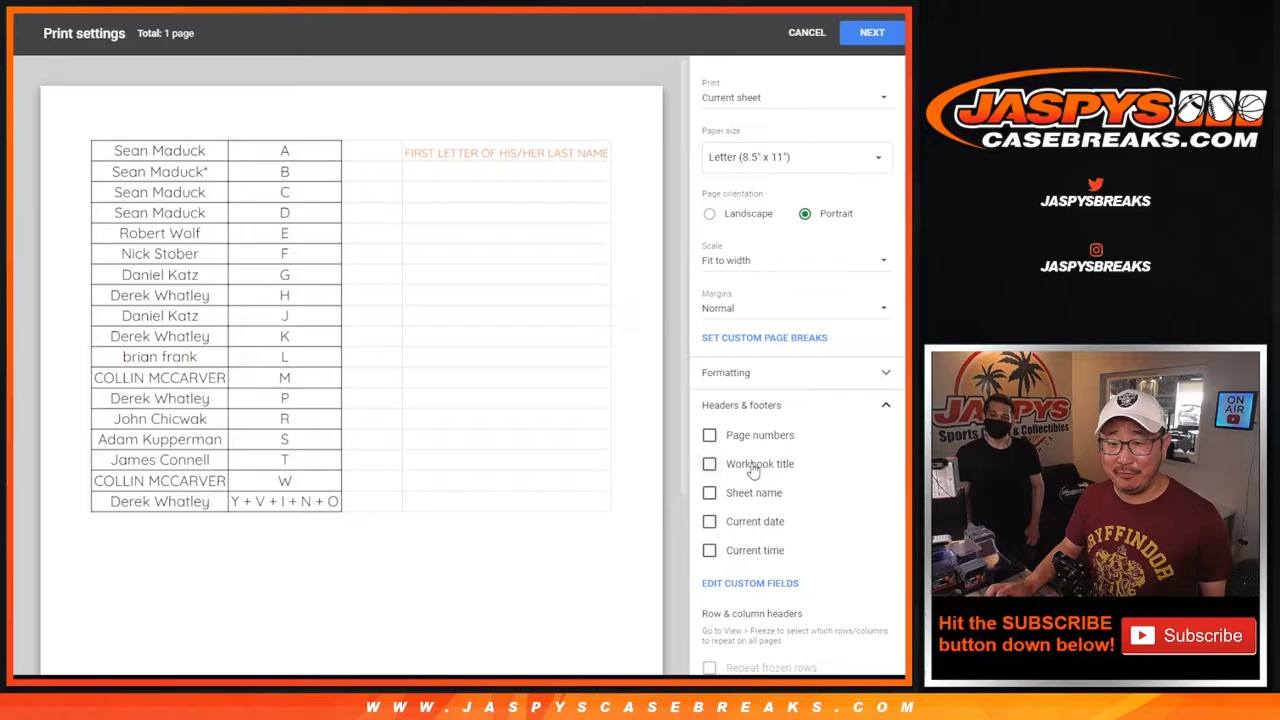 Print settings Total: 1 page CANCEL NEXT
Sean Maduck A FIRST LETTER OF HIS/HER LAST NAME
Sean Maduck* B
Sean Maduck C
Sean Maduck D
Robert Wolf E
Nick Stober F
Daniel Katz G
Derek Whatley H
Daniel Katz J
Derek Whatley K
brian frank L
COLLIN MCCARVER M
Derek Whatley P
John Chicwak R
Adam Kupperman S
James Connell T
COLLIN MCCARVER W
Derek Whatley Y + V + I + N + O
Print
Current sheet
Paper size
Letter (8.5" x 11")
Page orientation
Landscape Portrait
Scale
Fit to width
Margins
Normal
SET CUSTOM PAGE BREAKS
Formatting
Headers & footers
Page numbers
Workbook title
Sheet name
Current date
Current time
EDIT CUSTOM FIELDS
Row & column headers
Go to View > Freeze to select which rows/columns
to repeat on all pages
Repeat frozen rows
JASPYS
CASEBREAKS.COM
JASPYSBREAKS
JASPYSBREAKS
JASPYS
ON
AIR
GRYFFINDOR
Hit the SUBSCRIBE
button down below!
Subscribe
WWW.JASPYSCASEBREAKS.COM